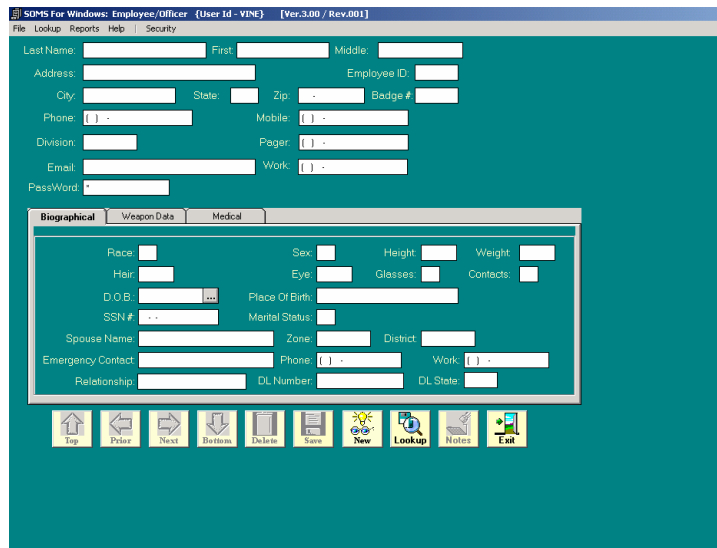 SOMS For Windows: Employee/Officer {User Id - VINE} [Ver.3.00 / Rev.001]
File Lookup Reports Help | Security
Last Name: First: Middle:
Address: Employee ID:
City: State: Zip: - Badge #:
Phone: ( ) - Mobile: ( ) -
Division: Pager: ( ) -
Email: Work: ( ) -
PassWord: *
Biographical Weapon Data Medical
Race: Sex: Height: Weight:
Hair: Eye: Glasses: Contacts:
D.O.B.: ... Place Of Birth:
SSN #: - - Marital Status:
Spouse Name: Zone: District:
Emergency Contact: Phone: ( ) - Work: ( ) -
Relationship: DL Number: DL State:
Top Prior Next Bottom Delete Save New Lookup Notes Exit